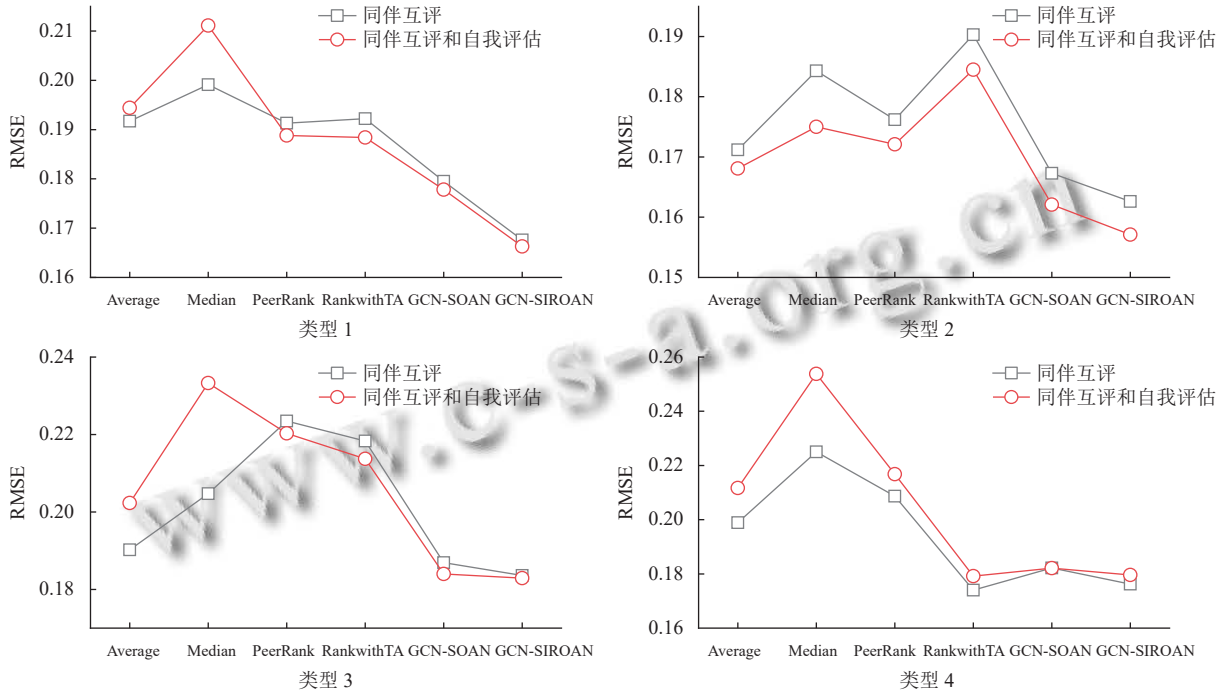 0.21
0.20
0.19
0.18
0.17
0.16
RMSE
同伴互评
同伴互评和自我评估
Average Median PeerRank RankwithTA GCN-SOAN GCN-SIROAN
类型 1
0.19
0.18
0.17
0.16
0.15
RMSE
同伴互评
同伴互评和自我评估
Average Median PeerRank RankwithTA GCN-SOAN GCN-SIROAN
类型 2
0.24
0.22
0.20
0.18
RMSE
同伴互评
同伴互评和自我评估
Average Median PeerRank RankwithTA GCN-SOAN GCN-SIROAN
类型 3
0.26
0.24
0.22
0.20
0.18
0.16
RMSE
同伴互评
同伴互评和自我评估
Average Median PeerRank RankwithTA GCN-SOAN GCN-SIROAN
类型 4
www.c-s-a.org.cn